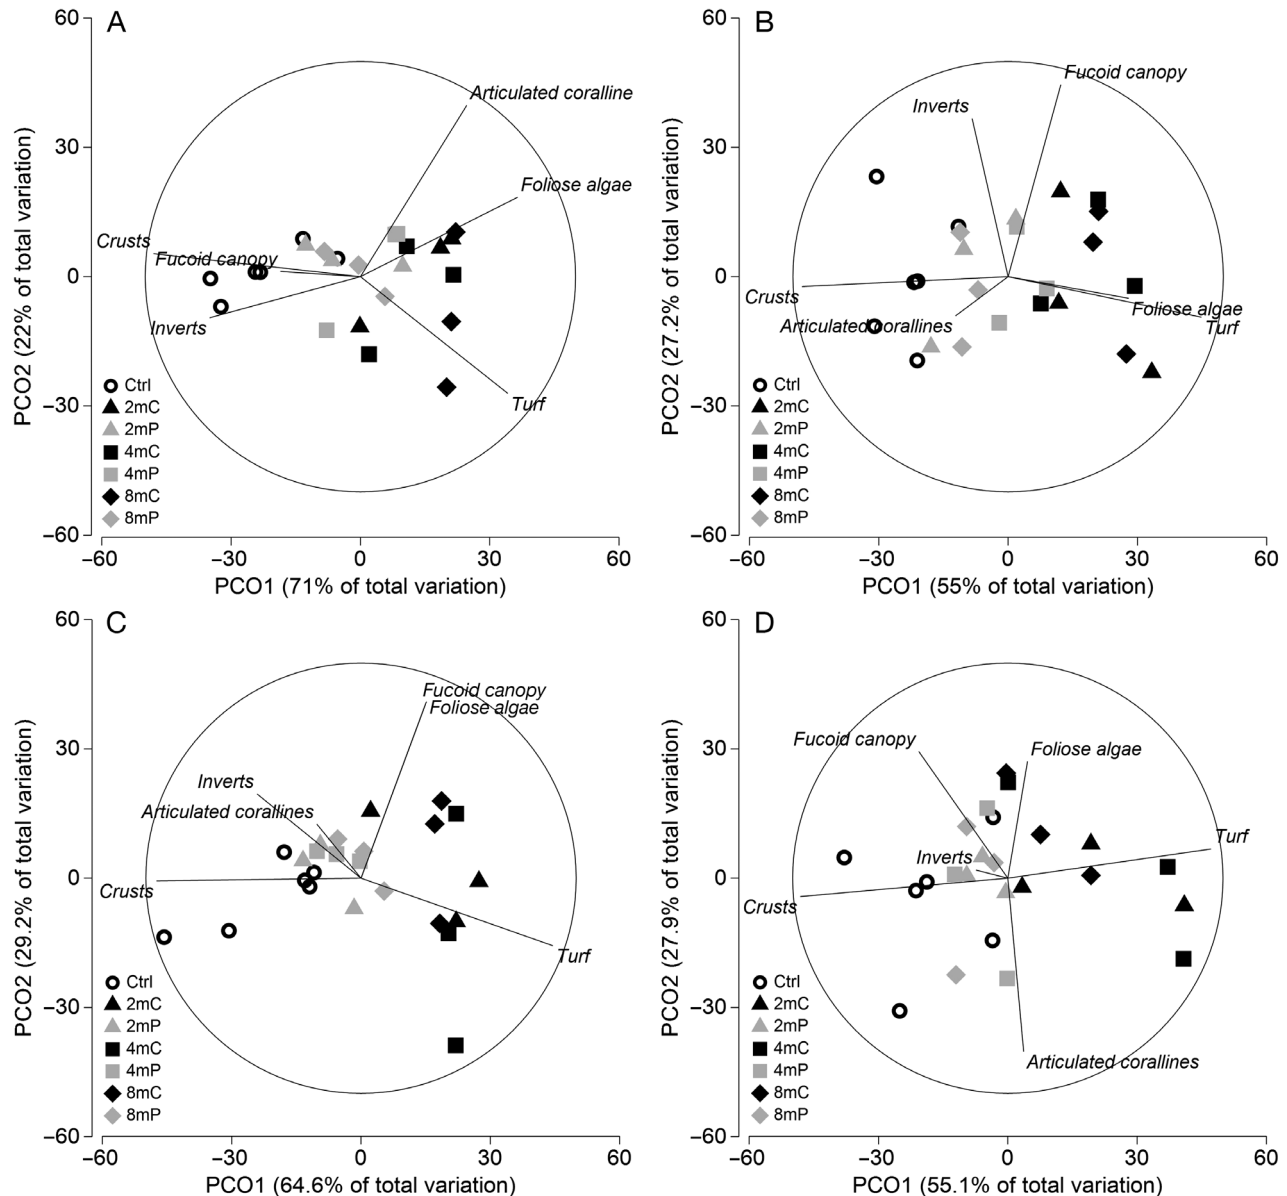 A
60
30
0
−30
−60
PCO2 (22% of total variation)
Articulated coralline
Foliose algae
Crusts
Fucoid canopy
Inverts
Turf
Ctrl
2mC
2mP
4mC
4mP
8mC
8mP
−60 −30 0 30 60
PCO1 (71% of total variation)
B
60
30
0
−30
−60
PCO2 (27.2% of total variation)
Fucoid canopy
Inverts
Crusts
Foliose algae
Articulated corallines
Turf
Ctrl
2mC
2mP
4mC
4mP
8mC
8mP
−60 −30 0 30 60
PCO1 (55% of total variation)
C
60
30
0
−30
−60
PCO2 (29.2% of total variation)
Fucoid canopy
Foliose algae
Inverts
Articulated corallines
Crusts
Turf
Ctrl
2mC
2mP
4mC
4mP
8mC
8mP
−60 −30 0 30 60
PCO1 (64.6% of total variation)
D
60
30
0
−30
−60
PCO2 (27.9% of total variation)
Fucoid canopy
Foliose algae
Turf
Inverts
Crusts
Articulated corallines
Ctrl
2mC
2mP
4mC
4mP
8mC
8mP
−60 −30 0 30 60
PCO1 (55.1% of total variation)